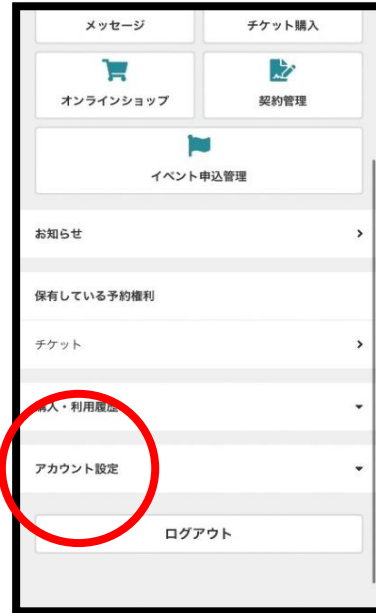 メッセージ
チケット購入
オンラインショップ
契約管理
イベント申込管理
お知らせ
保有している予約権利
チケット
購入・利用履歴
アカウント設定
ログアウト